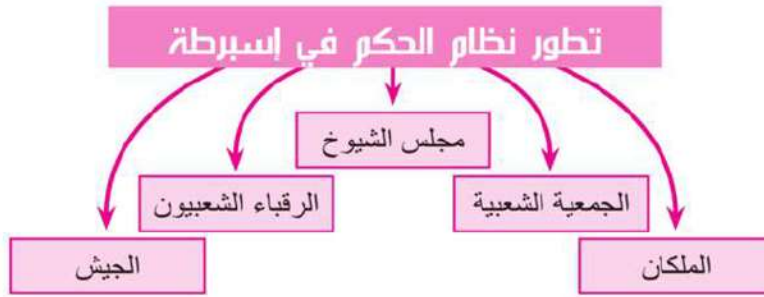 تطور نظام الحكم في إسبرطة
مجلس الشيوخ
الجمعية الشعبية
الرقباء الشعبيون
الملكان
الجيش